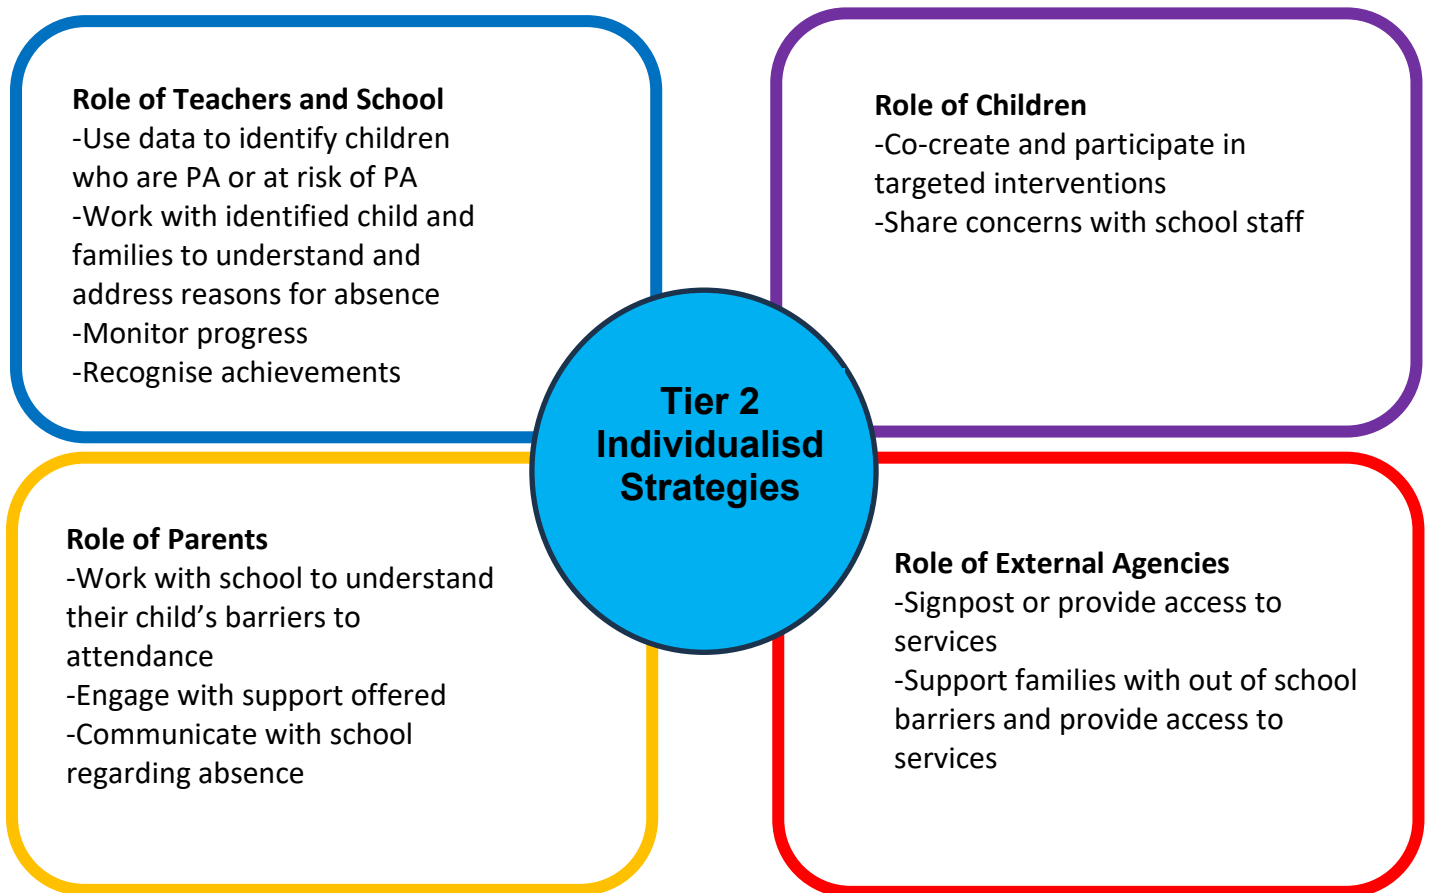 Role of Teachers and School
-Use data to identify children
who are PA or at risk of PA
-Work with identified child and
families to understand and
address reasons for absence
-Monitor progress
-Recognise achievements
Role of Children
-Co-create and participate in
targeted interventions
-Share concerns with school staff
Tier 2
Individualisd
Strategies
Role of Parents
-Work with school to understand
their child’s barriers to
attendance
-Engage with support offered
-Communicate with school
regarding absence
Role of External Agencies
-Signpost or provide access to
services
-Support families with out of school
barriers and provide access to
services